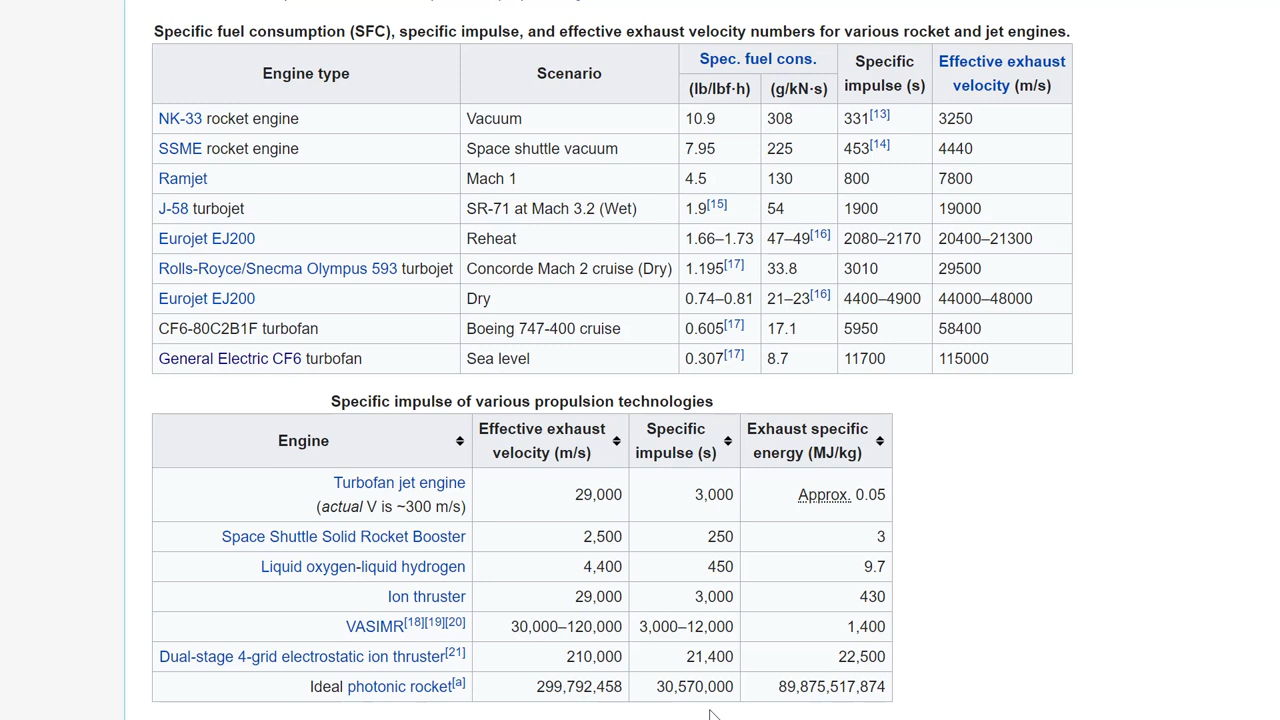 Specific fuel consumption (SFC), specific impulse, and effective exhaust velocity numbers for various rocket and jet engines.
Engine type Scenario Spec. fuel cons. Specific impulse (s) Effective exhaust velocity (m/s)
(lb/lbf·h) (g/kN·s)
NK-33 rocket engine Vacuum 10.9 308 331[13] 3250
SSME rocket engine Space shuttle vacuum 7.95 225 453[14] 4440
Ramjet Mach 1 4.5 130 800 7800
J-58 turbojet SR-71 at Mach 3.2 (Wet) 1.9[15] 54 1900 19000
Eurojet EJ200 Reheat 1.66–1.73 47–49[16] 2080–2170 20400–21300
Rolls-Royce/Snecma Olympus 593 turbojet Concorde Mach 2 cruise (Dry) 1.195[17] 33.8 3010 29500
Eurojet EJ200 Dry 0.74–0.81 21–23[16] 4400–4900 44000–48000
CF6-80C2B1F turbofan Boeing 747-400 cruise 0.605[17] 17.1 5950 58400
General Electric CF6 turbofan Sea level 0.307[17] 8.7 11700 115000
Specific impulse of various propulsion technologies
Engine Effective exhaust velocity (m/s) Specific impulse (s) Exhaust specific energy (MJ/kg)
Turbofan jet engine
(actual V is ~300 m/s) 29,000 3,000 Approx. 0.05
Space Shuttle Solid Rocket Booster 2,500 250 3
Liquid oxygen-liquid hydrogen 4,400 450 9.7
Ion thruster 29,000 3,000 430
VASIMR[18][19][20] 30,000–120,000 3,000–12,000 1,400
Dual-stage 4-grid electrostatic ion thruster[21] 210,000 21,400 22,500
Ideal photonic rocket[a] 299,792,458 30,570,000 89,875,517,874